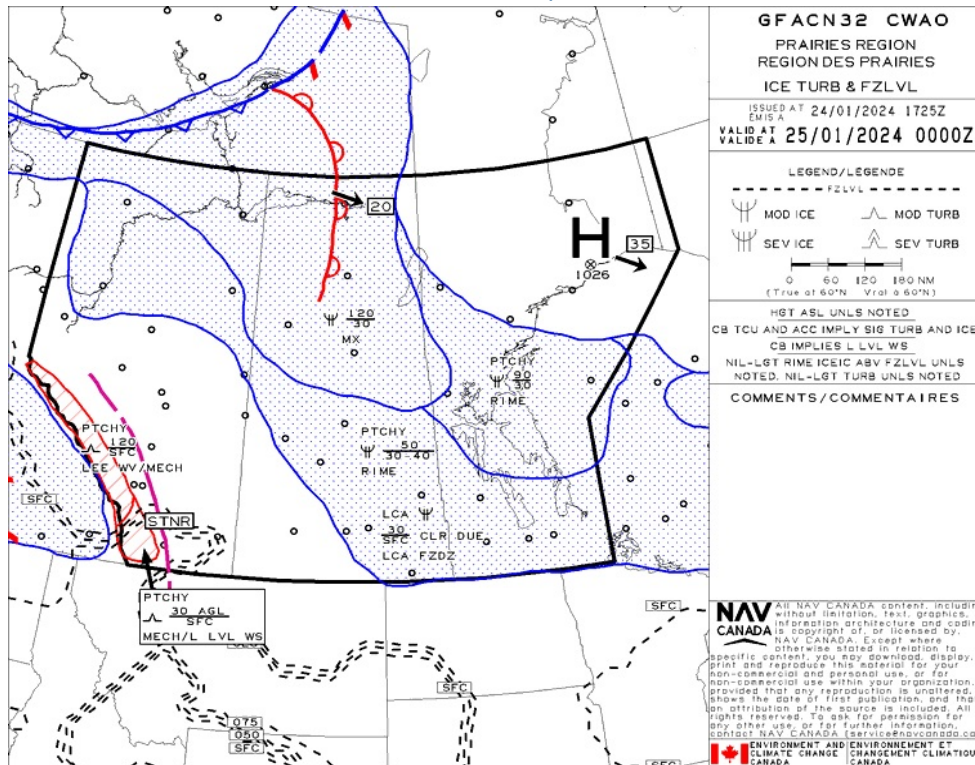 GFACN32 CWAO
PRAIRIES REGION
REGION DES PRAIRIES
ICE TURB & FZLVL
ISSUED AT
EMIS A
24/01/2024 1725Z
VALID AT
VALIDE A
25/01/2024 0000Z
LEGEND/LEGENDE
FZLVL
MOD ICE
MOD TURB
SEV ICE
SEV TURB
0 60 120 180 NM
(True at 60°N Vrai à 60°N)
HGT ASL UNLS NOTED
CB TCU AND ACC IMPLY SIG TURB AND ICE
CB IMPLIES L LVL WS
NIL-LGT RIME ICEIC ABV FZLVL UNLS
NOTED. NIL-LGT TURB UNLS NOTED
COMMENTS/COMMENTAIRES
20
H
35
1026
120
30
MX
PTCHY
90
30
RIME
PTCHY
120
SFC
LEE WV/MECH
PTCHY
50
30-40
RIME
SFC
STNR
LCA
30
SFC
CLR DUE
LCA FZDZ
PTCHY
30 AGL
SFC
MECH/L LVL WS
SFC
SFC
075
050
SFC
NAV
CANADA
All NAV CANADA content, includin
without limitation, text, graphics,
information architecture and codin
is copyright of, or licensed by,
NAV CANADA. Except where
otherwise stated in relation to
specific content, you may download, display,
print and reproduce this material for your
non-commercial and personal use, or for
non-commercial use within your organization,
provided that any reproduction is unaltered,
shows the date of first publication, and tha
an attribution of the source is included. All
rights reserved. To ask for permission for
any other use, or for further information,
contact NAV CANADA (service@navcanada.ca
ENVIRONMENT AND
CLIMATE CHANGE
CANADA
ENVIRONNEMENT ET
CHANGEMENT CLIMATIQU
CANADA